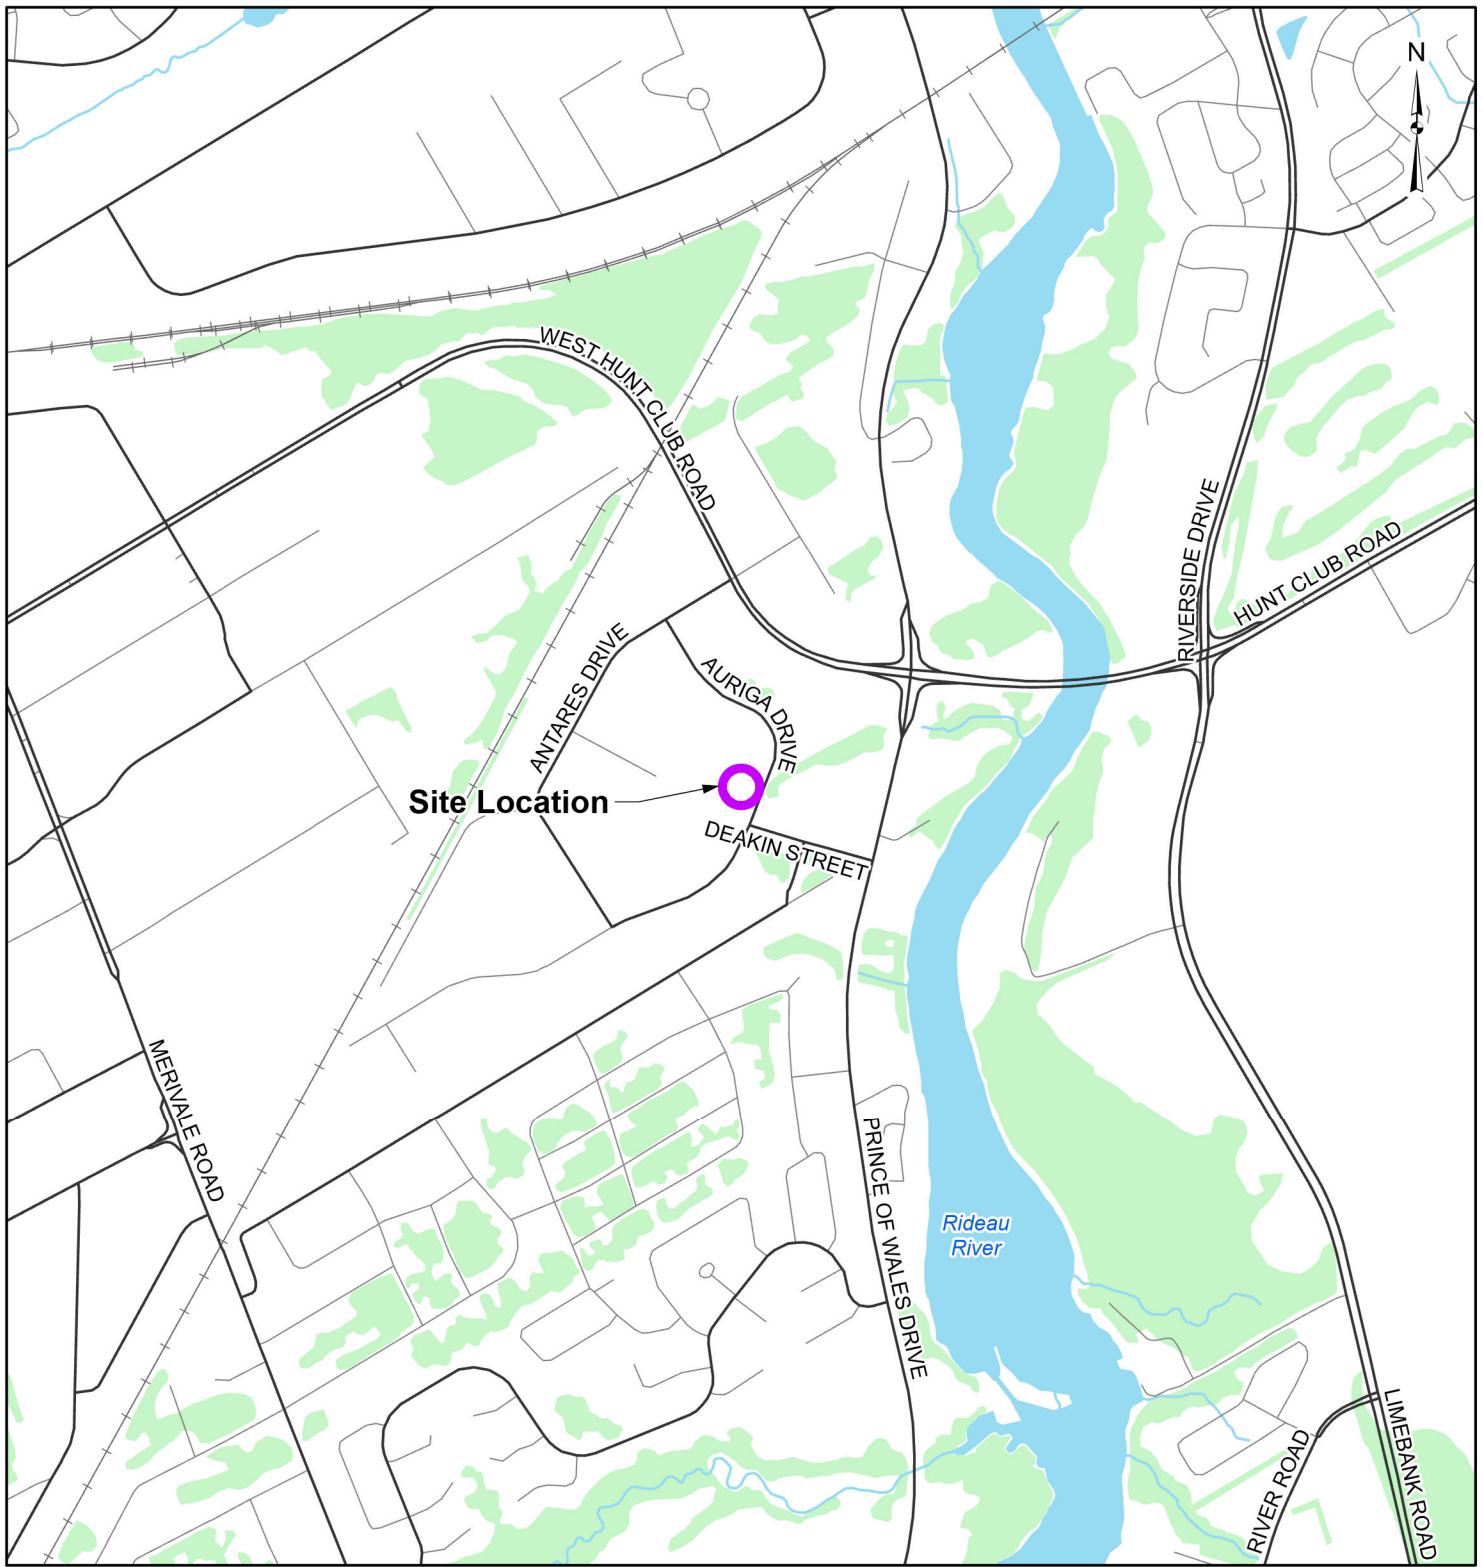 N
WEST HUNT CLUB ROAD
RIVERSIDE DRIVE
HUNT CLUB ROAD
ANTARES DRIVE
AURIGA DRIVE
Site Location
DEAKIN STREET
MERIVALE ROAD
PRINCE OF WALES DRIVE
Rideau
River
RIVER ROAD
LIMEBANK ROAD